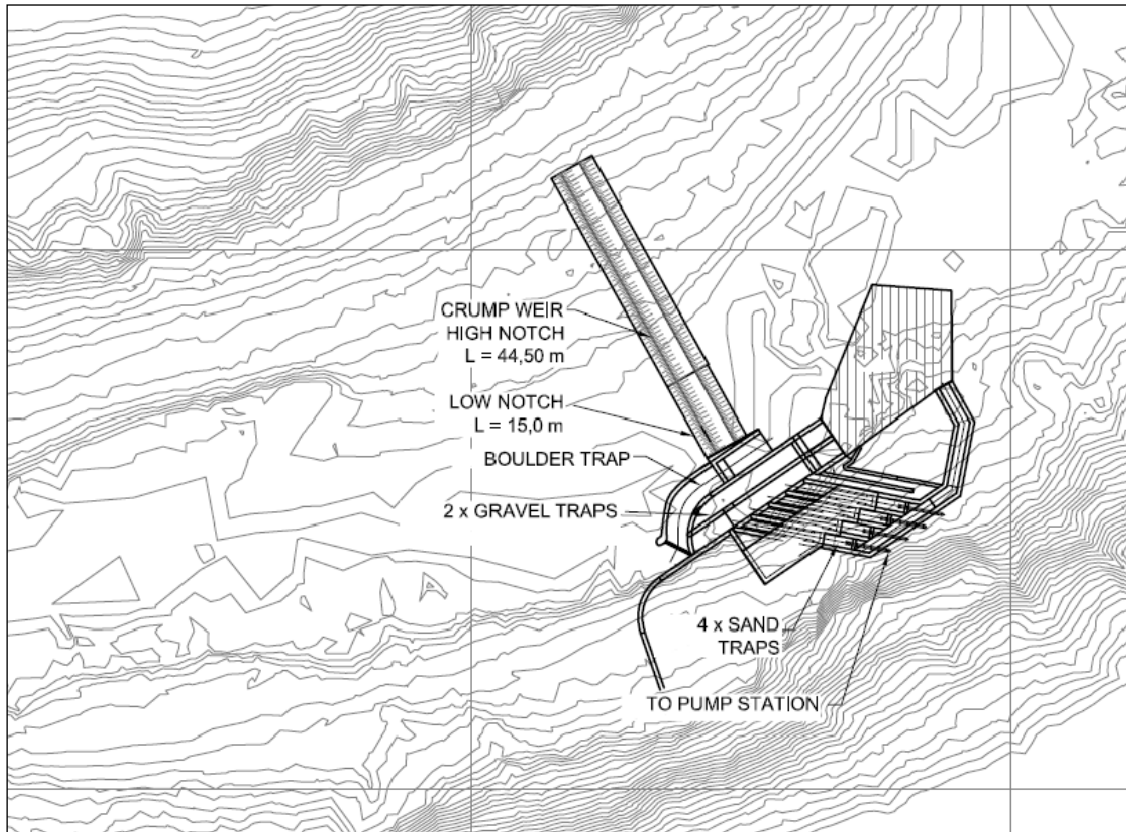 CRUMP WEIR
HIGH NOTCH
L = 44,50 m
LOW NOTCH
L = 15,0 m
BOULDER TRAP
2 x GRAVEL TRAPS
4 x SAND
TRAPS
TO PUMP STATION